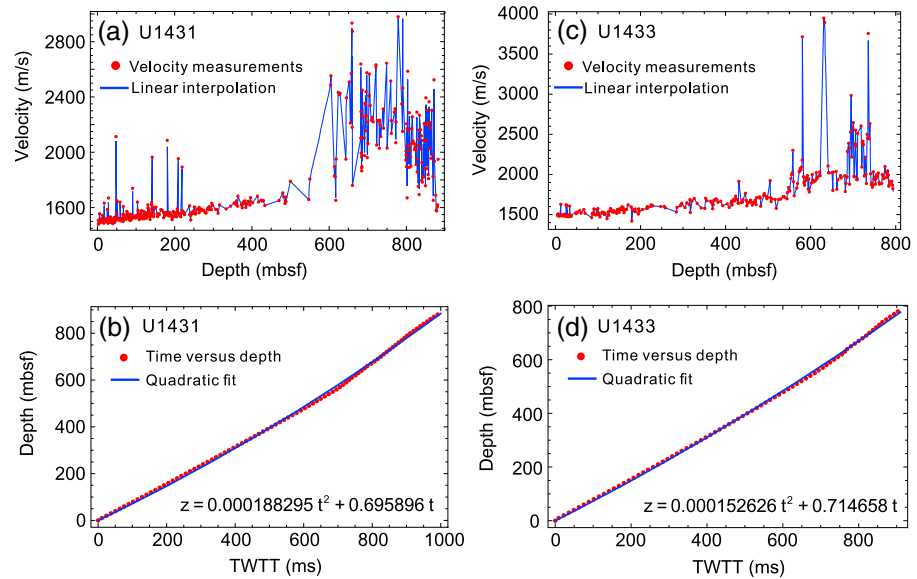 (a) U1431
Velocity measurements
Linear interpolation
Velocity (m/s)
2800
2400
2000
1600
0 200 400 600 800
Depth (mbsf)
(c) U1433
Velocity measurements
Linear interpolation
Velocity (m/s)
4000
3500
3000
2500
2000
1500
0 200 400 600 800
Depth (mbsf)
(b) U1431
Time versus depth
Quadratic fit
z = 0.000188295 t² + 0.695896 t
Depth (mbsf)
800
600
400
200
0
0 200 400 600 800 1000
TWTT (ms)
(d) U1433
Time versus depth
Quadratic fit
z = 0.000152626 t² + 0.714658 t
Depth (mbsf)
800
600
400
200
0
0 200 400 600 800
TWTT (ms)